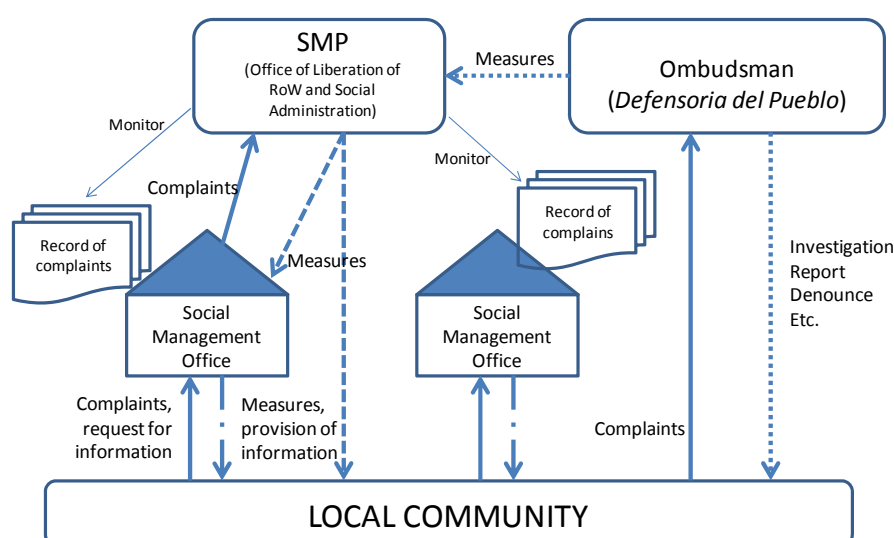 SMP
(Office of Liberation of
RoW and Social
Administration)
Measures
Ombudsman
(Defensoria del Pueblo)
Monitor
Monitor
Complaints
Record of
complaints
Record of
complains
Measures
Investigation
Report
Denounce
Etc.
Social
Management
Office
Social
Management
Office
Complaints,
request for
information
Measures,
provision of
information
Complaints
LOCAL COMMUNITY